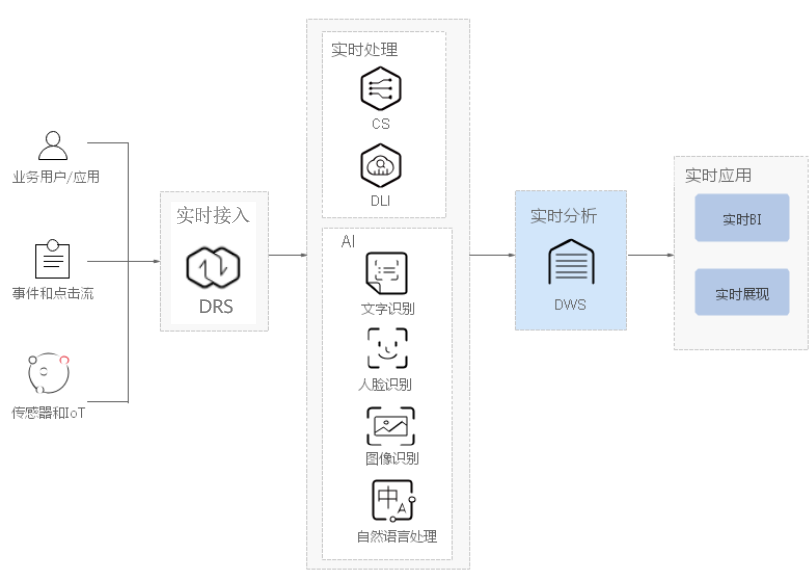 业务用户/应用
事件和点击流
传感器和IoT
实时接入
DRS
实时处理
CS
DLI
AI
文字识别
人脸识别
图像识别
中A
自然语言处理
实时分析
DWS
实时应用
实时BI
实时展现